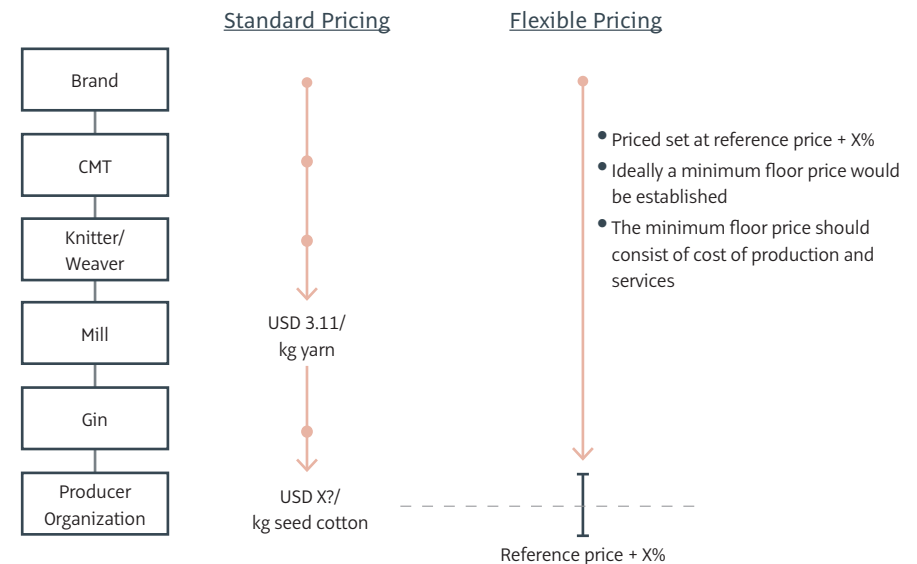 Standard Pricing
Flexible Pricing
Brand
CMT
Knitter/
Weaver
Mill
Gin
Producer
Organization
USD 3.11/
kg yarn
USD X?/
kg seed cotton
Priced set at reference price + X%
Ideally a minimum floor price would
be established
The minimum floor price should
consist of cost of production and
services
Reference price + X%